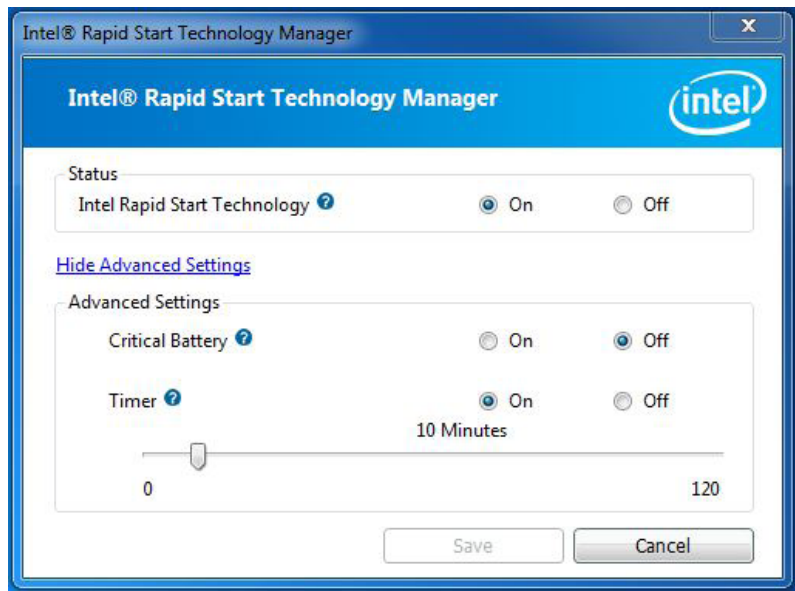 Intel® Rapid Start Technology Manager
X
Intel® Rapid Start Technology Manager
intel
Status
Intel Rapid Start Technology ? On Off
Hide Advanced Settings
Advanced Settings
Critical Battery ? On Off
Timer ? On Off
10 Minutes
0 120
Save Cancel